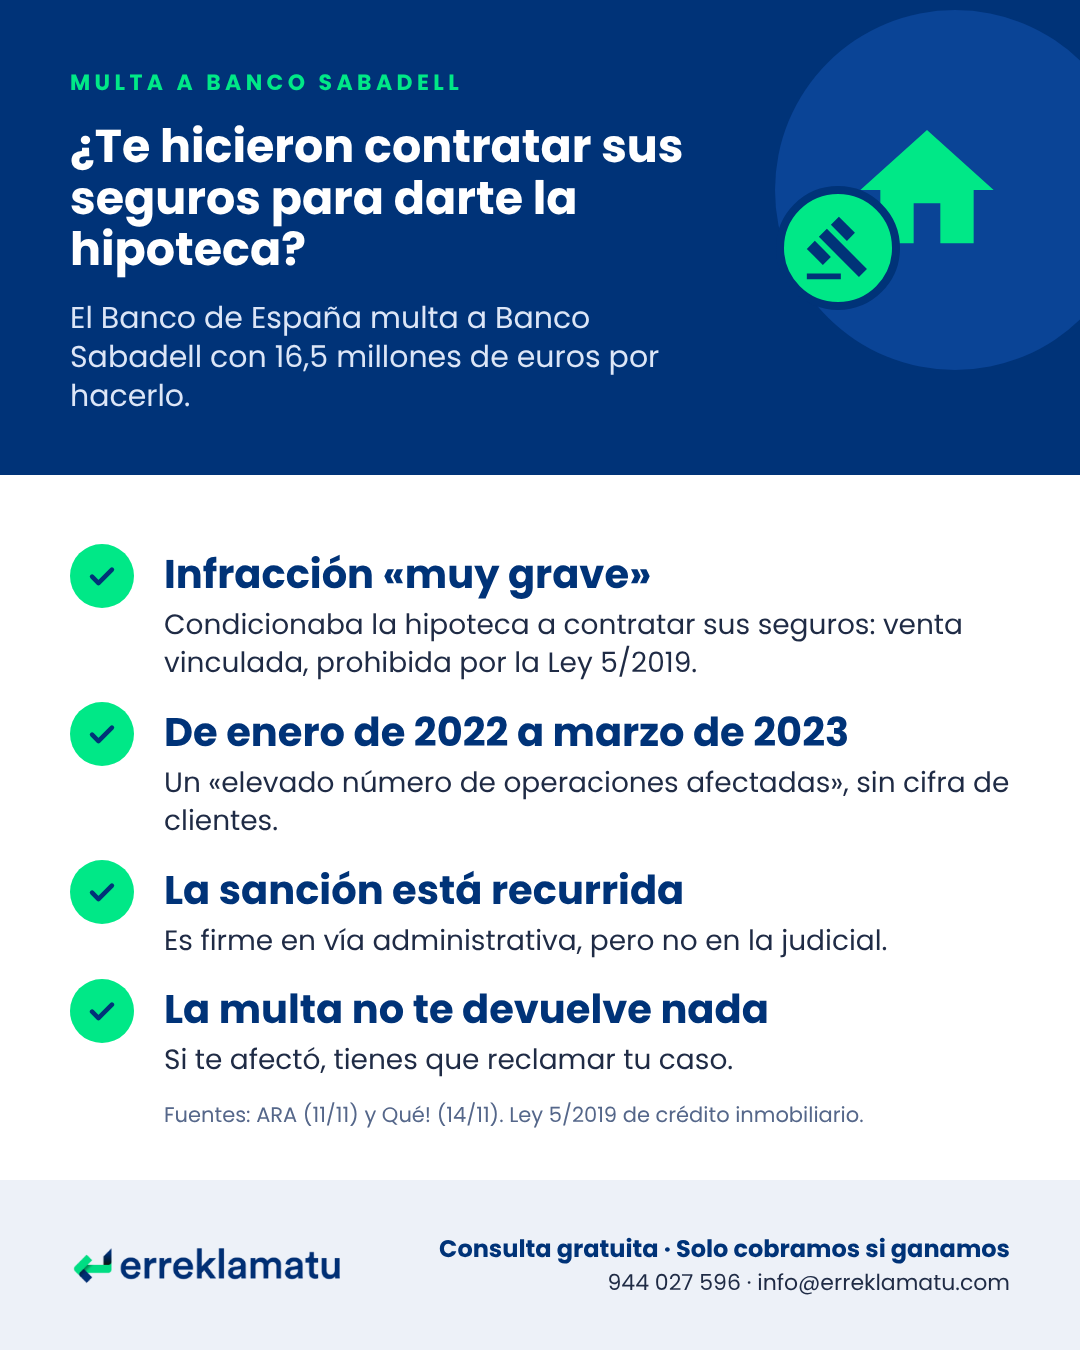 MULTA A BANCO SABADELL
¿Te hicieron contratar sus
seguros para darte la
hipoteca?
El Banco de España multa a Banco
Sabadell con 16,5 millones de euros por
hacerlo.
Infracción «muy grave»
Condicionaba la hipoteca a contratar sus seguros: venta
vinculada, prohibida por la Ley 5/2019.
De enero de 2022 a marzo de 2023
Un «elevado número de operaciones afectadas», sin cifra de
clientes.
La sanción está recurrida
Es firme en vía administrativa, pero no en la judicial.
La multa no te devuelve nada
Si te afectó, tienes que reclamar tu caso.
Fuentes: ARA (11/11) y Qué! (14/11). Ley 5/2019 de crédito inmobiliario.
erreklamatu
Consulta gratuita · Solo cobramos si ganamos
944 027 596 · info@erreklamatu.com